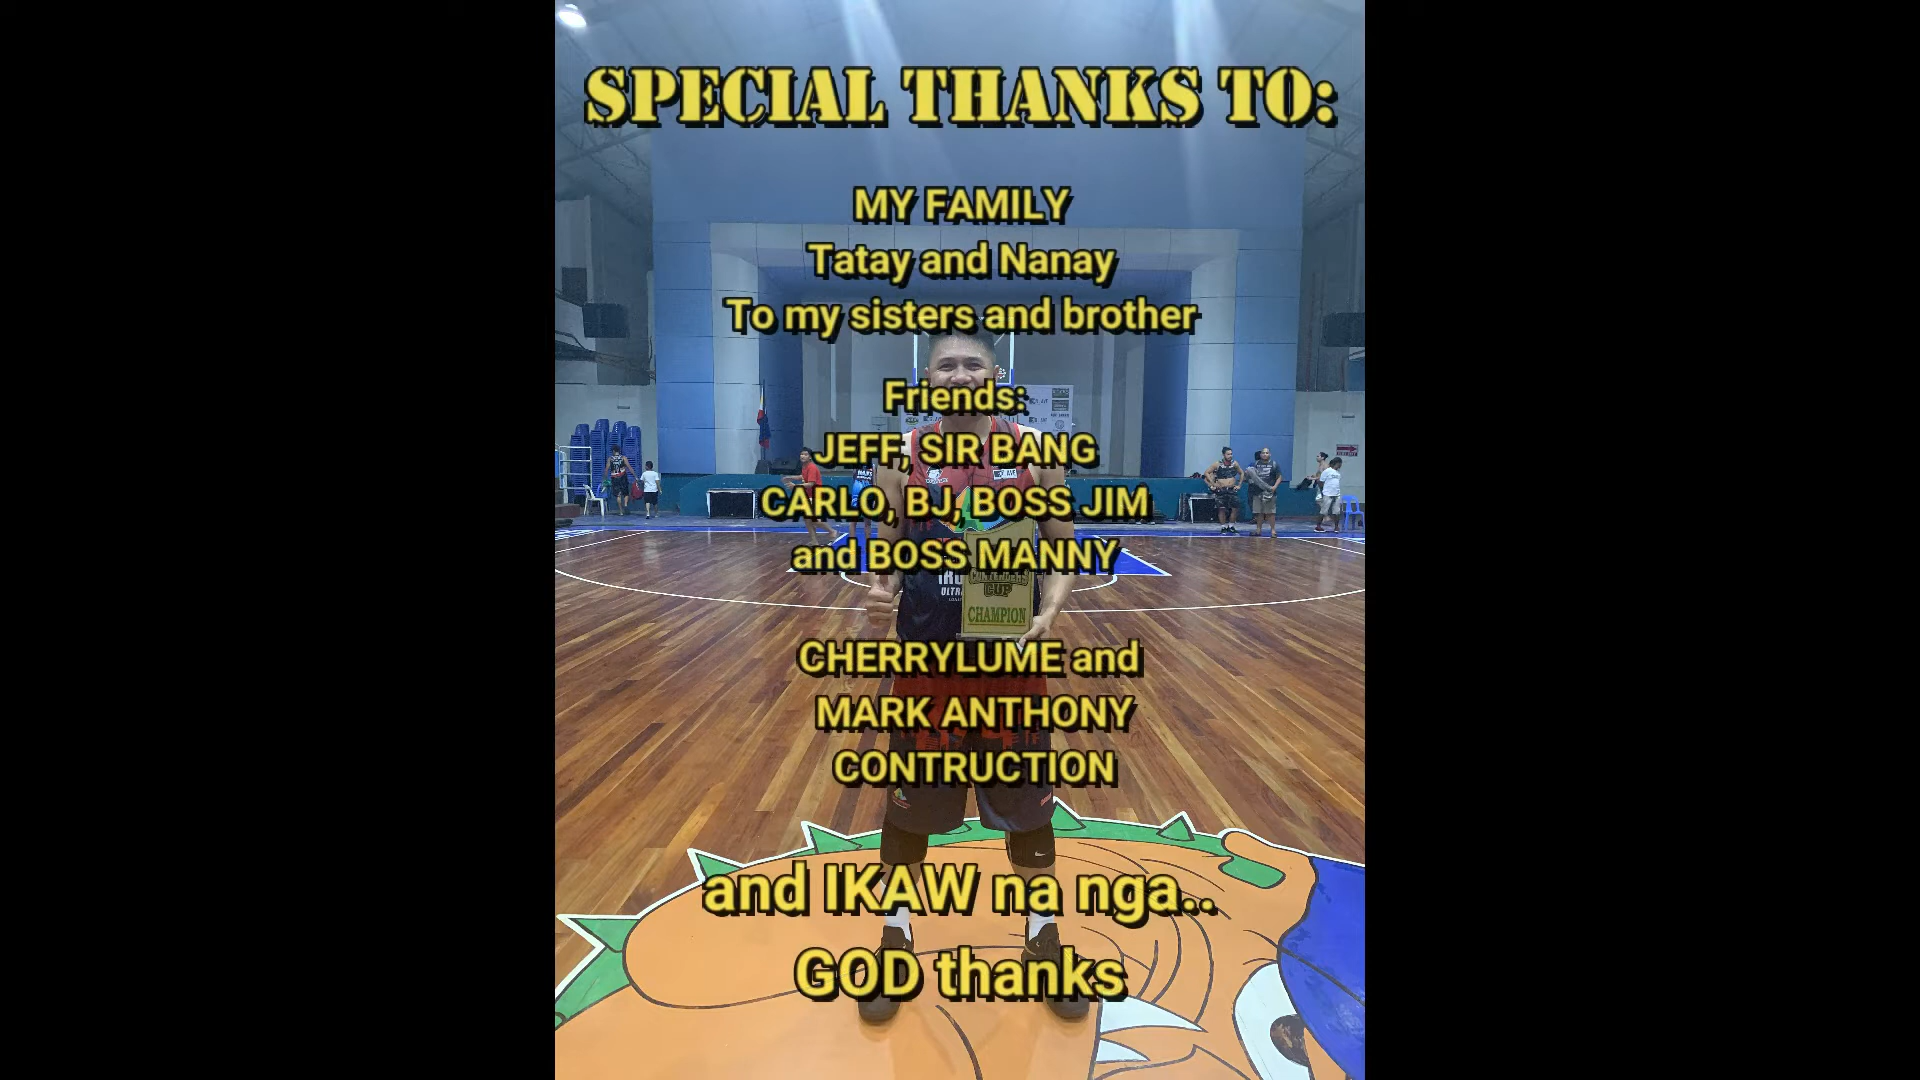 SPECIAL THANKS TO:
MY FAMILY
Tatay and Nanay
To my sisters and brother
Friends:
JEFF, SIR BANG
CARLO, BJ, BOSS JIM
and BOSS MANNY
CUP
CHAMPION
CHERRYLUME and
MARK ANTHONY
CONTRUCTION
and IKAW na nga..
GOD thanks